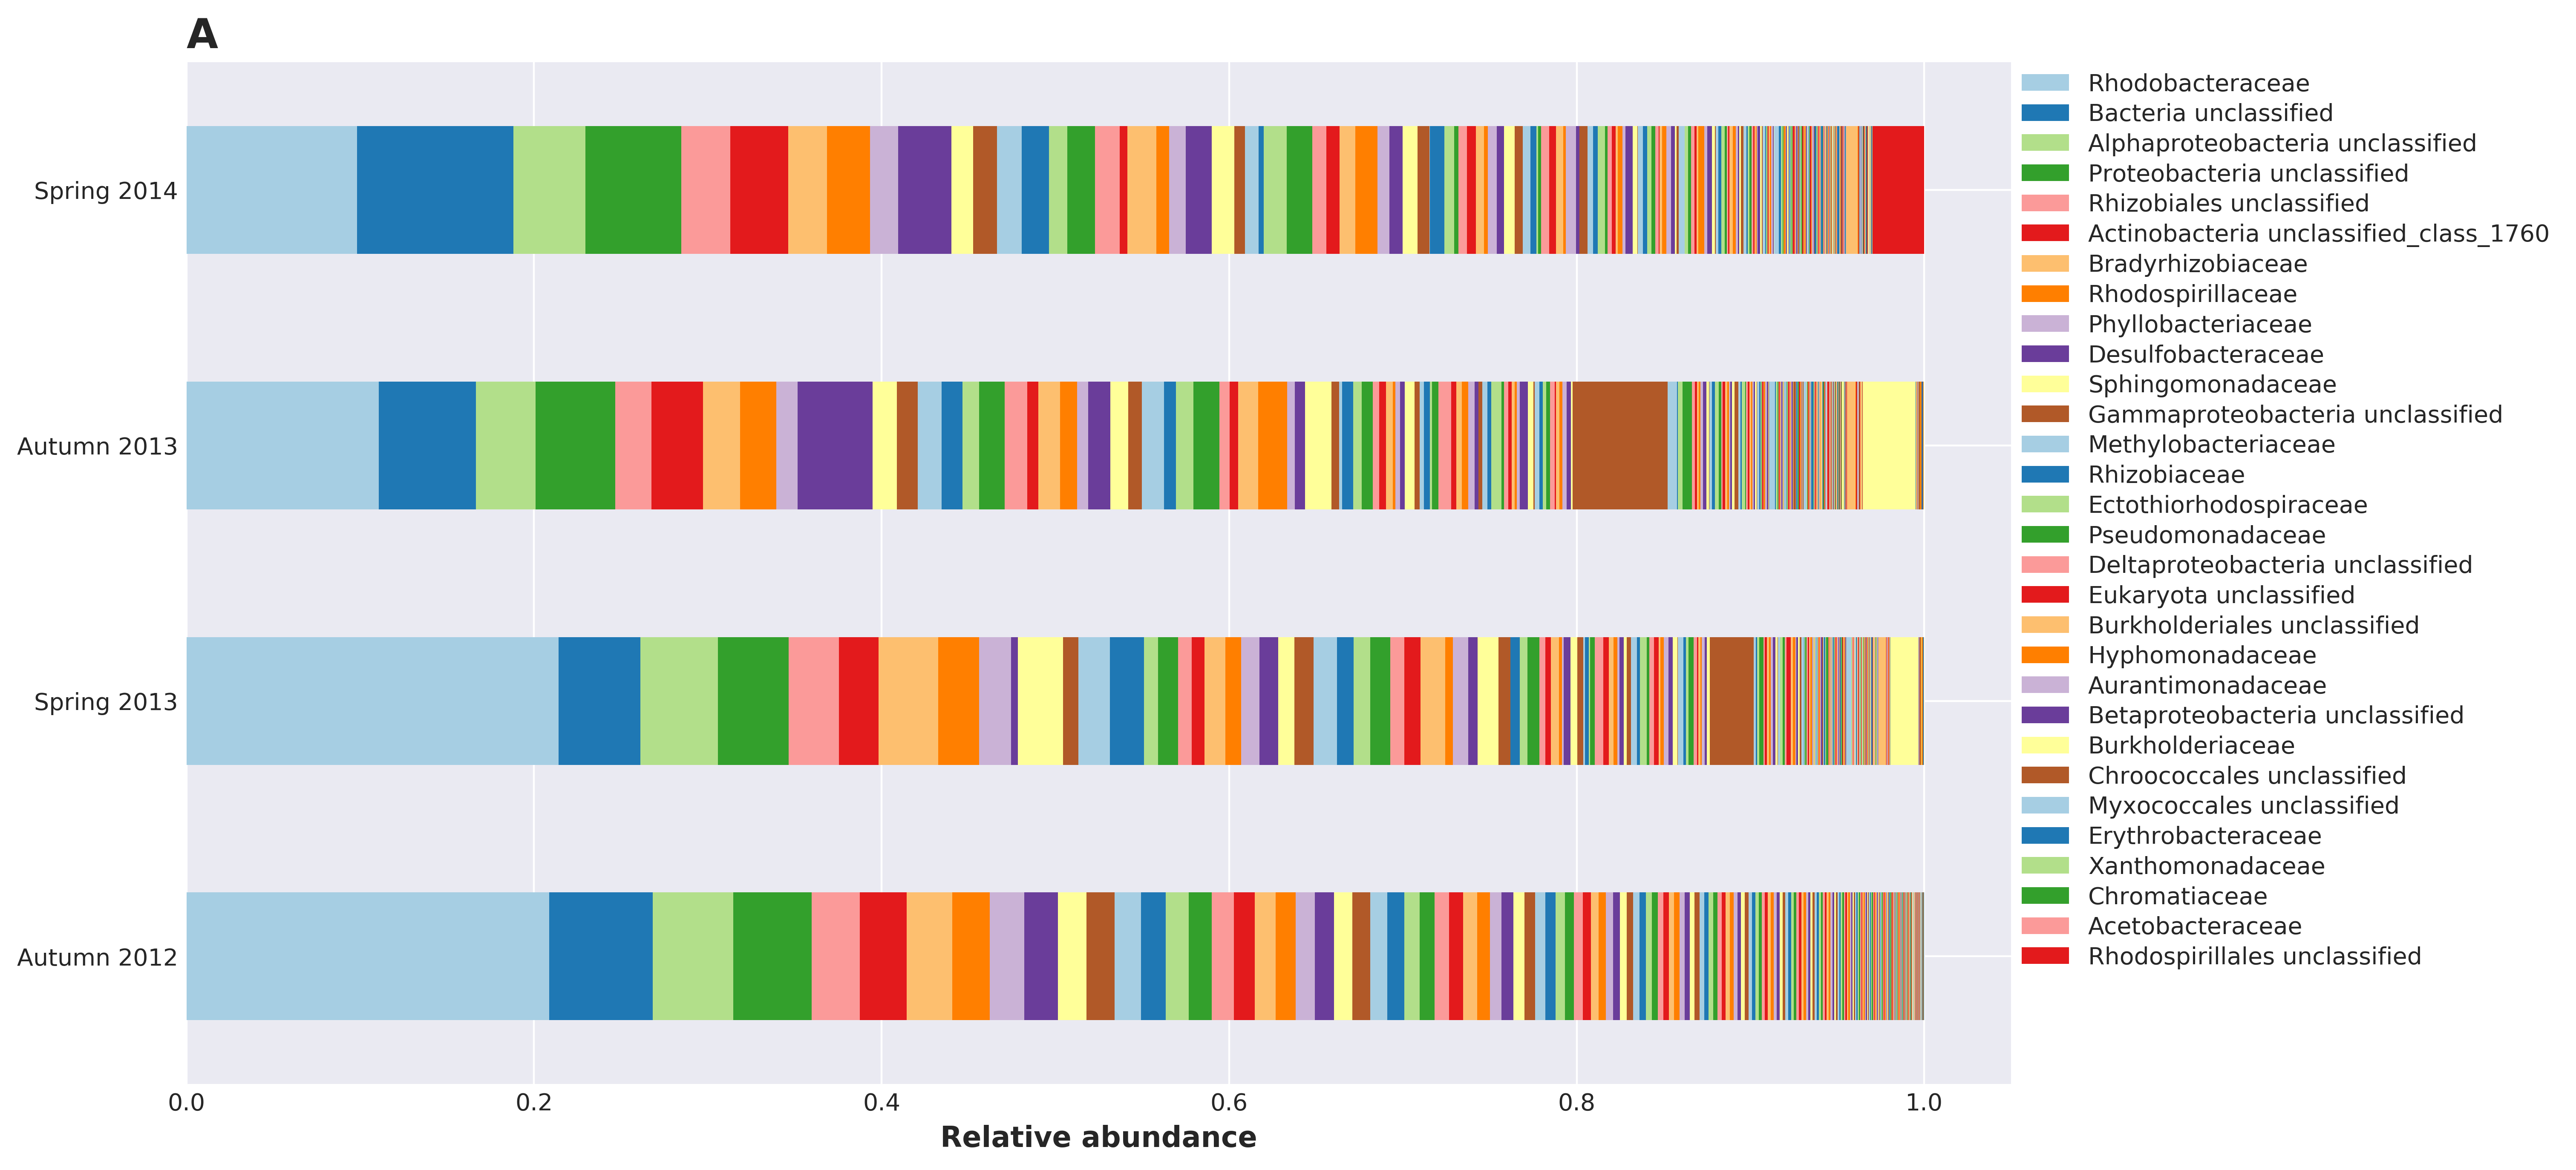 A
Spring 2014
Autumn 2013
Spring 2013
Autumn 2012
0.0 0.2 0.4 0.6 0.8 1.0
Relative abundance
Rhodobacteraceae
Bacteria unclassified
Alphaproteobacteria unclassified
Proteobacteria unclassified
Rhizobiales unclassified
Actinobacteria unclassified_class_1760
Bradyrhizobiaceae
Rhodospirillaceae
Phyllobacteriaceae
Desulfobacteraceae
Sphingomonadaceae
Gammaproteobacteria unclassified
Methylobacteriaceae
Rhizobiaceae
Ectothiorhodospiraceae
Pseudomonadaceae
Deltaproteobacteria unclassified
Eukaryota unclassified
Burkholderiales unclassified
Hyphomonadaceae
Aurantimonadaceae
Betaproteobacteria unclassified
Burkholderiaceae
Chroococcales unclassified
Myxococcales unclassified
Erythrobacteraceae
Xanthomonadaceae
Chromatiaceae
Acetobacteraceae
Rhodospirillales unclassified